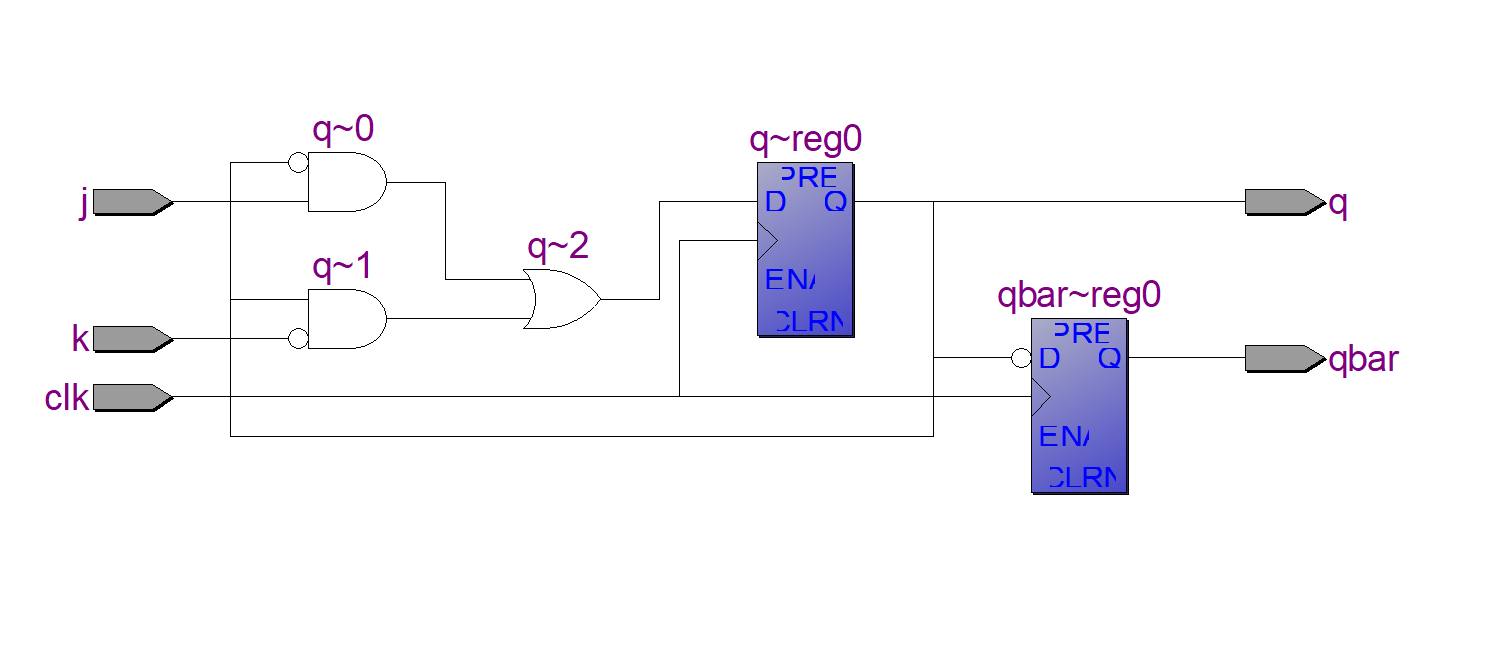 q~0
q~reg0
j
PRE
D
Q
q
q~1
q~2
ENA
qbar~reg0
k
CLRN
PRE
D
Q
qbar
clk
ENA
CLRN